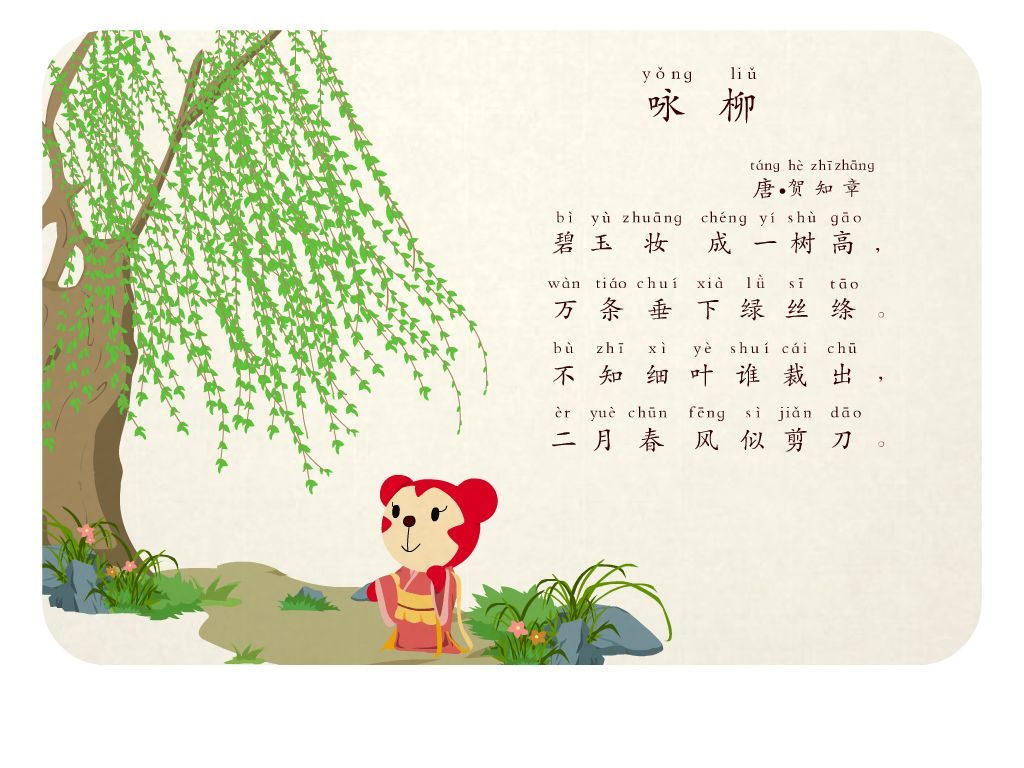 yǒng liǔ
咏 柳
táng hè zhī zhāng
唐•贺知章
bì yù zhuāng chéng yí shù gāo
碧 玉 妆 成 一 树 高 ，
wàn tiáo chuí xià lǜ sī tāo
万 条 垂 下 绿 丝 绦 。
bù zhī xì yè shuí cái chū
不 知 细 叶 谁 裁 出 ，
èr yuè chūn fēng sì jiǎn dāo
二 月 春 风 似 剪 刀 。